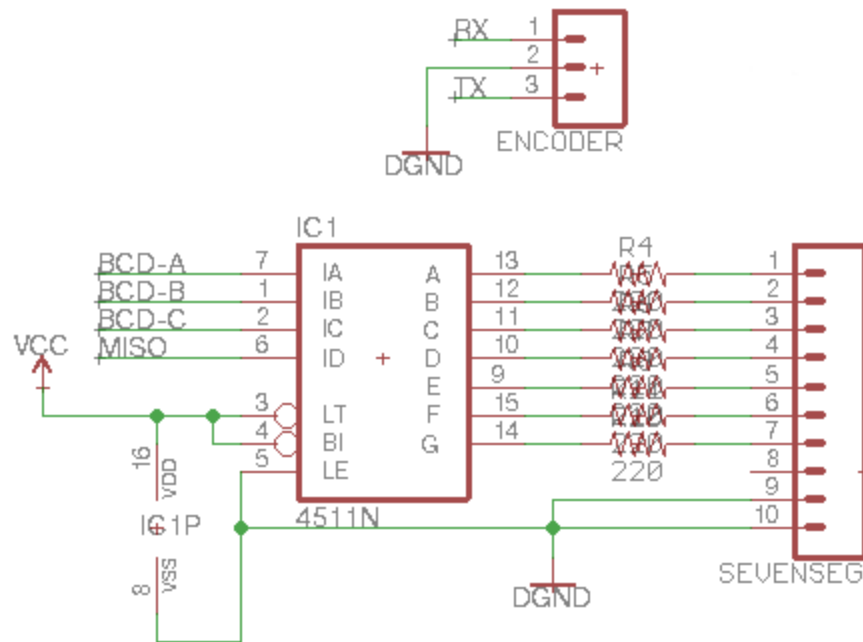 RX 1
2
TX 3
DGND
ENCODER
IC1
BCD-A 7 IA A 13 R4 1
BCD-B 1 IB B 12 2
BCD-C 2 IC C 11 3
MISO 6 ID D 10 4
VCC
E 9 5
3 LT F 15 6
4 BI G 14 7
5 LE 220 8
9
10
16 VDD
IC1P
8 VSS
4511N
DGND
SEVENSEG